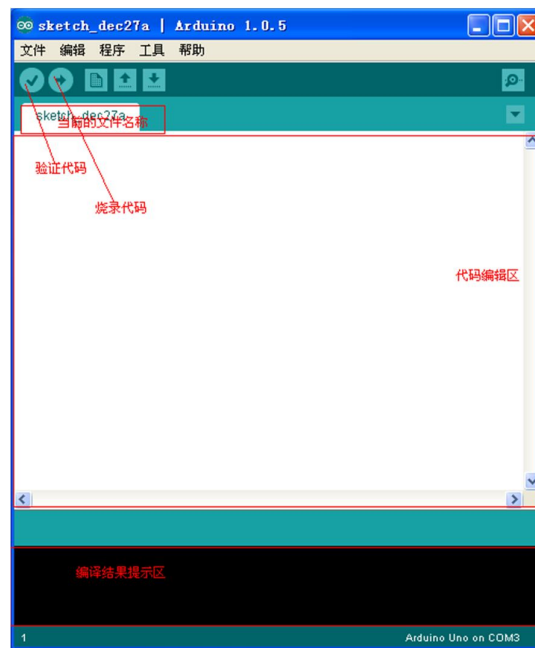 sketch_dec27a | Arduino 1.0.5
文件 编辑 程序 工具 帮助
sketch_dec27a
当前的文件名称
验证代码
烧录代码
代码编辑区
编译结果提示区
1 Arduino Uno on COM3